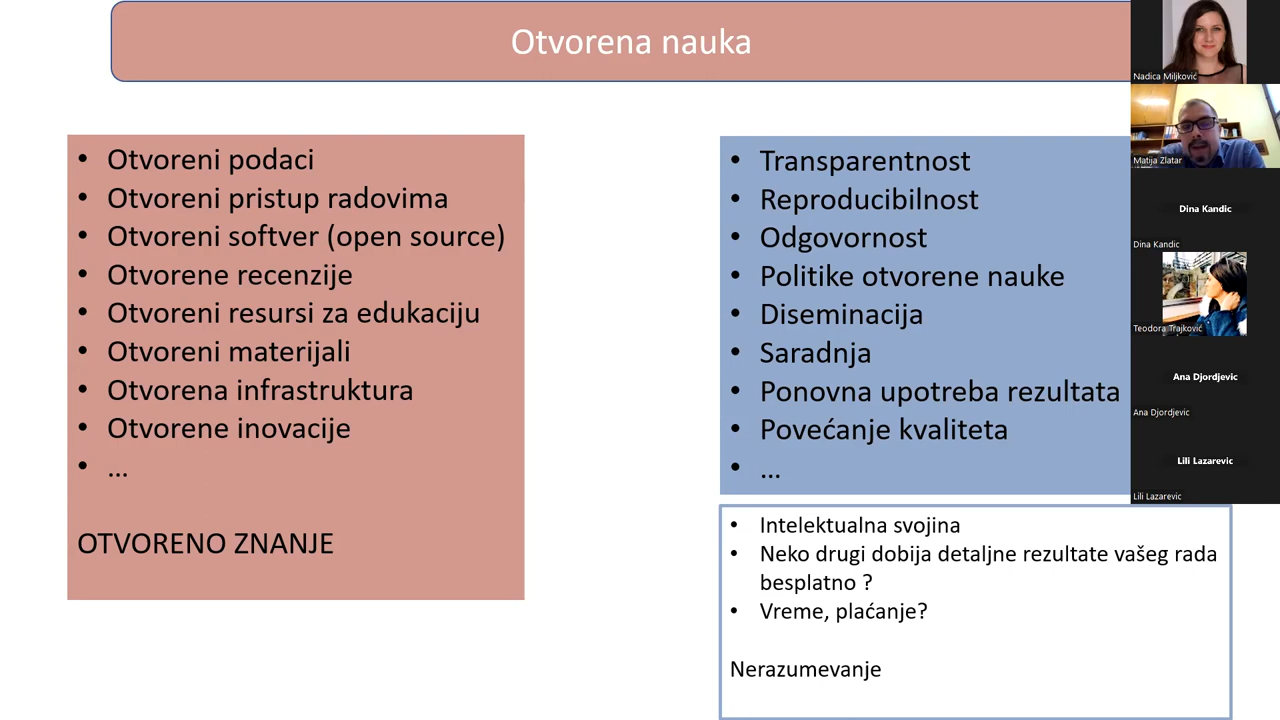 Otvorena nauka
• Otvoreni podaci
• Otvoreni pristup radovima
• Otvoreni softver (open source)
• Otvorene recenzije
• Otvoreni resursi za edukaciju
• Otvoreni materijali
• Otvorena infrastruktura
• Otvorene inovacije
• ...
OTVORENO ZNANJE
• Transparentnost
• Reproducibilnost
• Odgovornost
• Politike otvorene nauke
• Diseminacija
• Saradnja
• Ponovna upotreba rezultata
• Povećanje kvaliteta
• ...
• Intelektualna svojina
• Neko drugi dobija detaljne rezultate vašeg rada
besplatno ?
• Vreme, plaćanje?
Nerazumevanje
Nadica Miljković
Matija Zlatar
Dina Kandic
Dina Kandic
Teodora Trajković
Ana Djordjevic
Ana Djordjevic
Lili Lazarevic
Lili Lazarevic